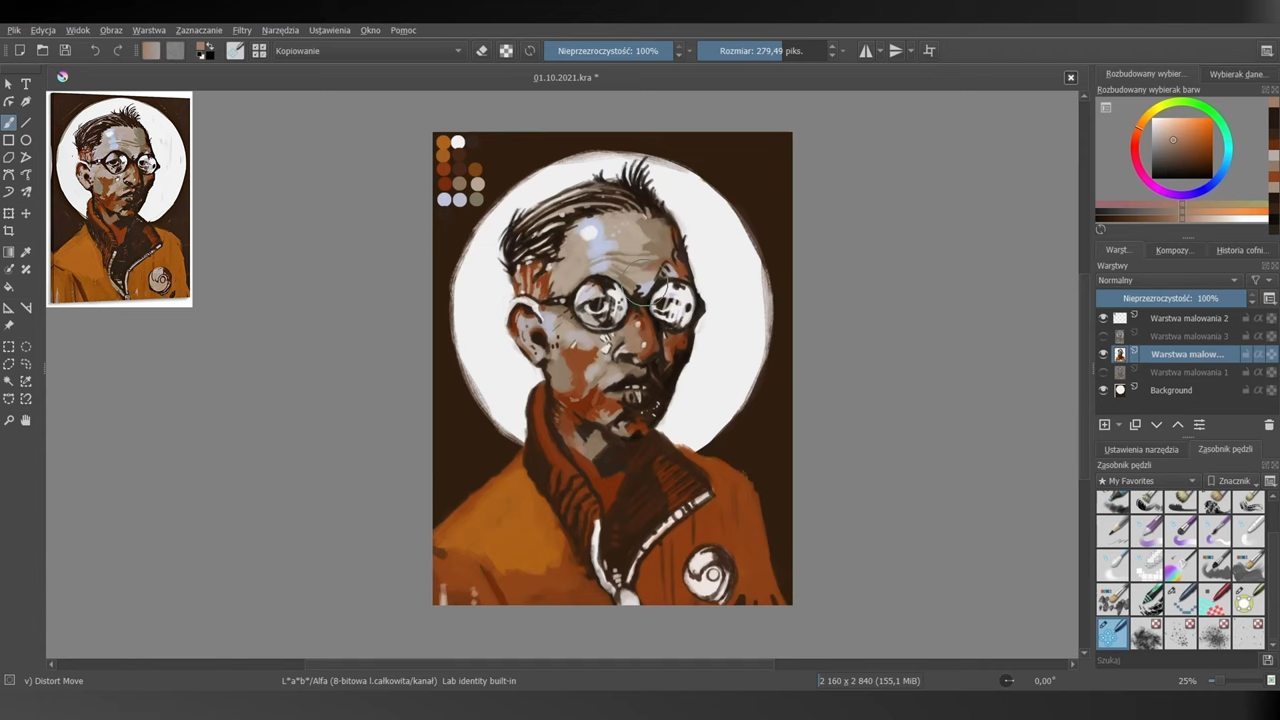 Plik Edycja Widok Obraz Warstwa Zaznaczanie Filtry Narzędzia Ustawienia Okno Pomoc
Kopiowanie Nieprzezroczystość: 100% Rozmiar: 279,49 piks.
01.10.2021.kra *
Rozbudowany wybier... Wybierak dane...
Rozbudowany wybierak barw
Warst... Kompozy... Historia cofni...
Warstwy
Normalny
Nieprzezroczystość: 100%
Warstwa malowania 2
Warstwa malowania 3
Warstwa malow...
Warstwa malowania 1
Background
Ustawienia narzędzia Zasobnik pędzli
Zasobnik pędzli
★ My Favorites Znacznik
Szukaj
v) Distort Move L*a*b*/Alfa (8-bitowa l.całkowita/kanał) Lab identity built-in 2 160 x 2 840 (155,1 MiB) 0,00° 25%